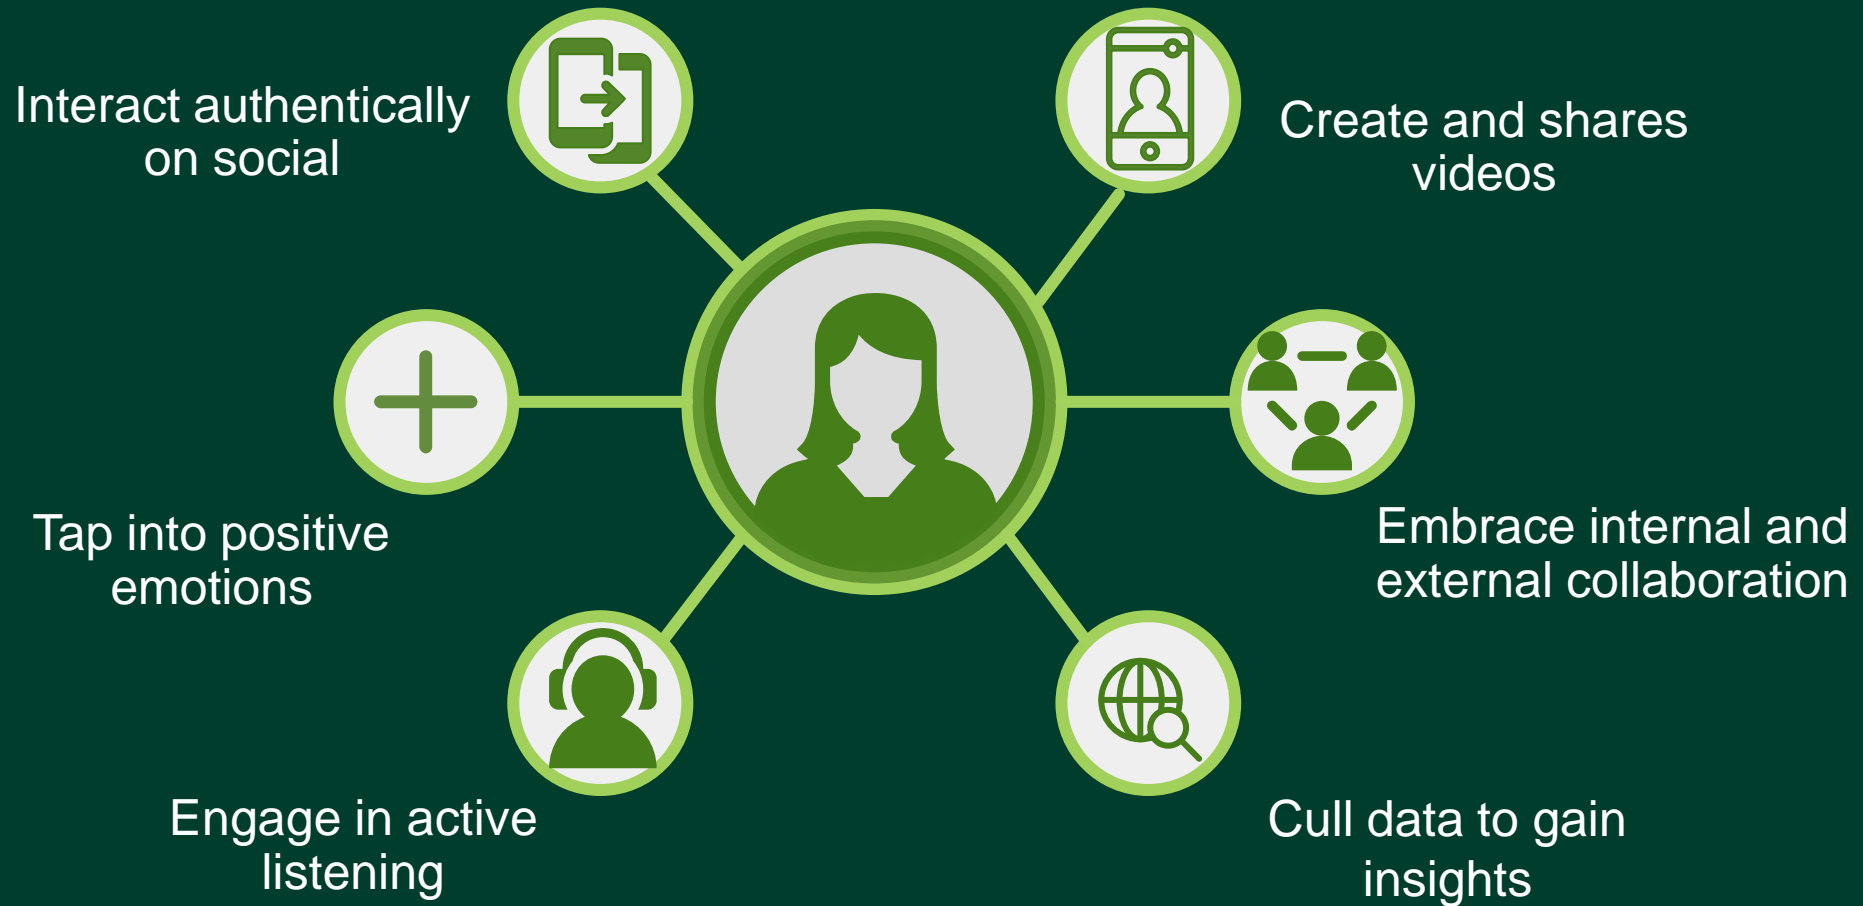 Interact authentically
on social
Create and shares
videos
Tap into positive
emotions
Embrace internal and
external collaboration
Engage in active
listening
Cull data to gain
insights